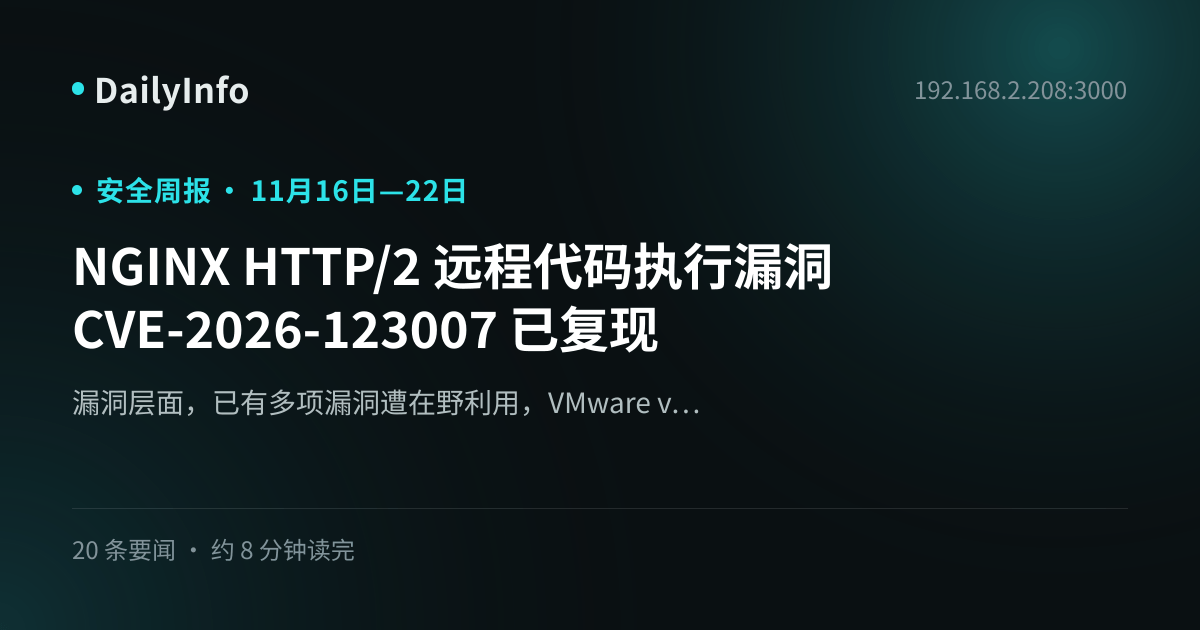 DailyInfo
192.168.2.208:3000
安全周报 · 11月16日—22日
NGINX HTTP/2 远程代码执行漏洞
CVE-2026-123007 已复现
漏洞层面，已有多项漏洞遭在野利用，VMware v…
20 条要闻 · 约 8 分钟读完